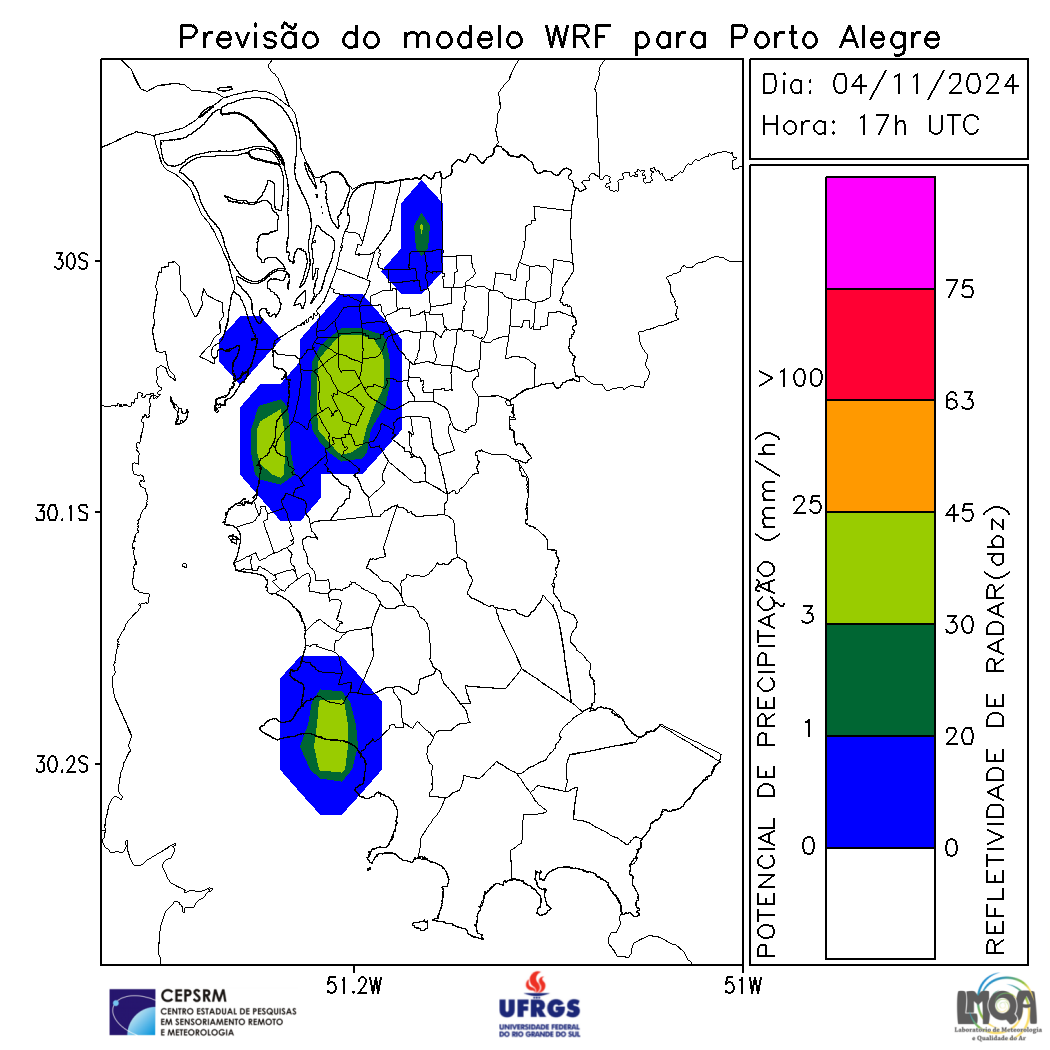 Previsão do modelo WRF para Porto Alegre
Dia: 04/11/2024
Hora: 17h UTC
30S
30.1S
30.2S
51.2W
51W
POTENCIAL DE PRECIPITAÇÃO (mm/h)
>100
25
3
1
0
75
63
45
30
20
0
REFLETIVIDADE DE RADAR(dbz)
CEPSRM
CENTRO ESTADUAL DE PESQUISAS
EM SENSORIAMENTO REMOTO
E METEOROLOGIA
UFRGS
UNIVERSIDADE FEDERAL
DO RIO GRANDE DO SUL
LMQA
Laboratório de Meteorologia
e Qualidade do Ar